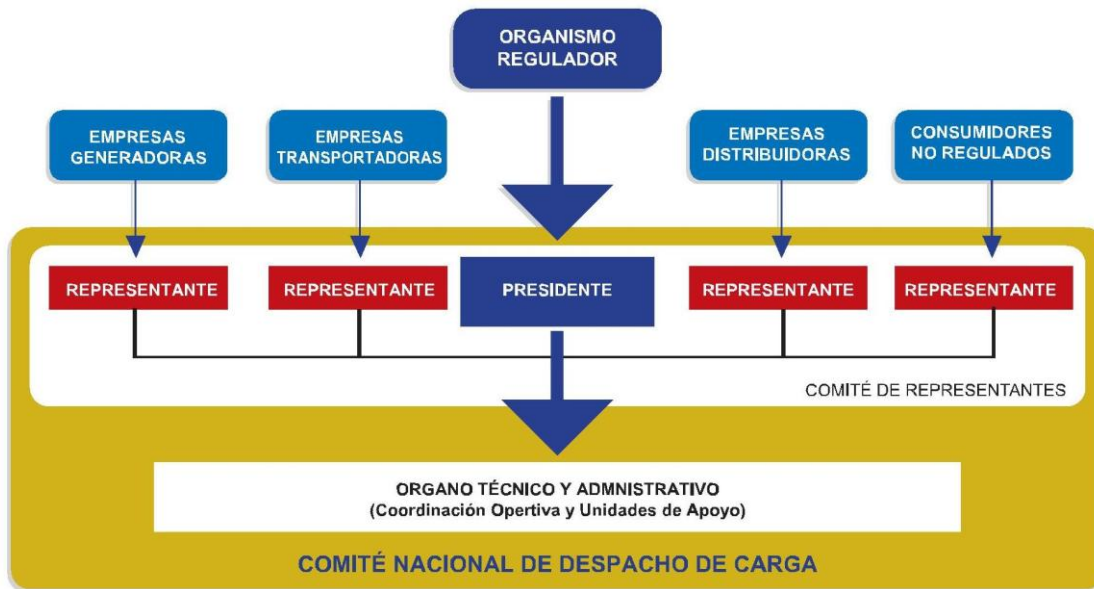 ORGANISMO
REGULADOR
EMPRESAS
GENERADORAS
EMPRESAS
TRANSPORTADORAS
EMPRESAS
DISTRIBUIDORAS
CONSUMIDORES
NO REGULADOS
REPRESENTANTE
REPRESENTANTE
PRESIDENTE
REPRESENTANTE
REPRESENTANTE
COMITÉ DE REPRESENTANTES
ORGANO TÉCNICO Y ADMNISTRATIVO
(Coordinación Opertiva y Unidades de Apoyo)
COMITÉ NACIONAL DE DESPACHO DE CARGA